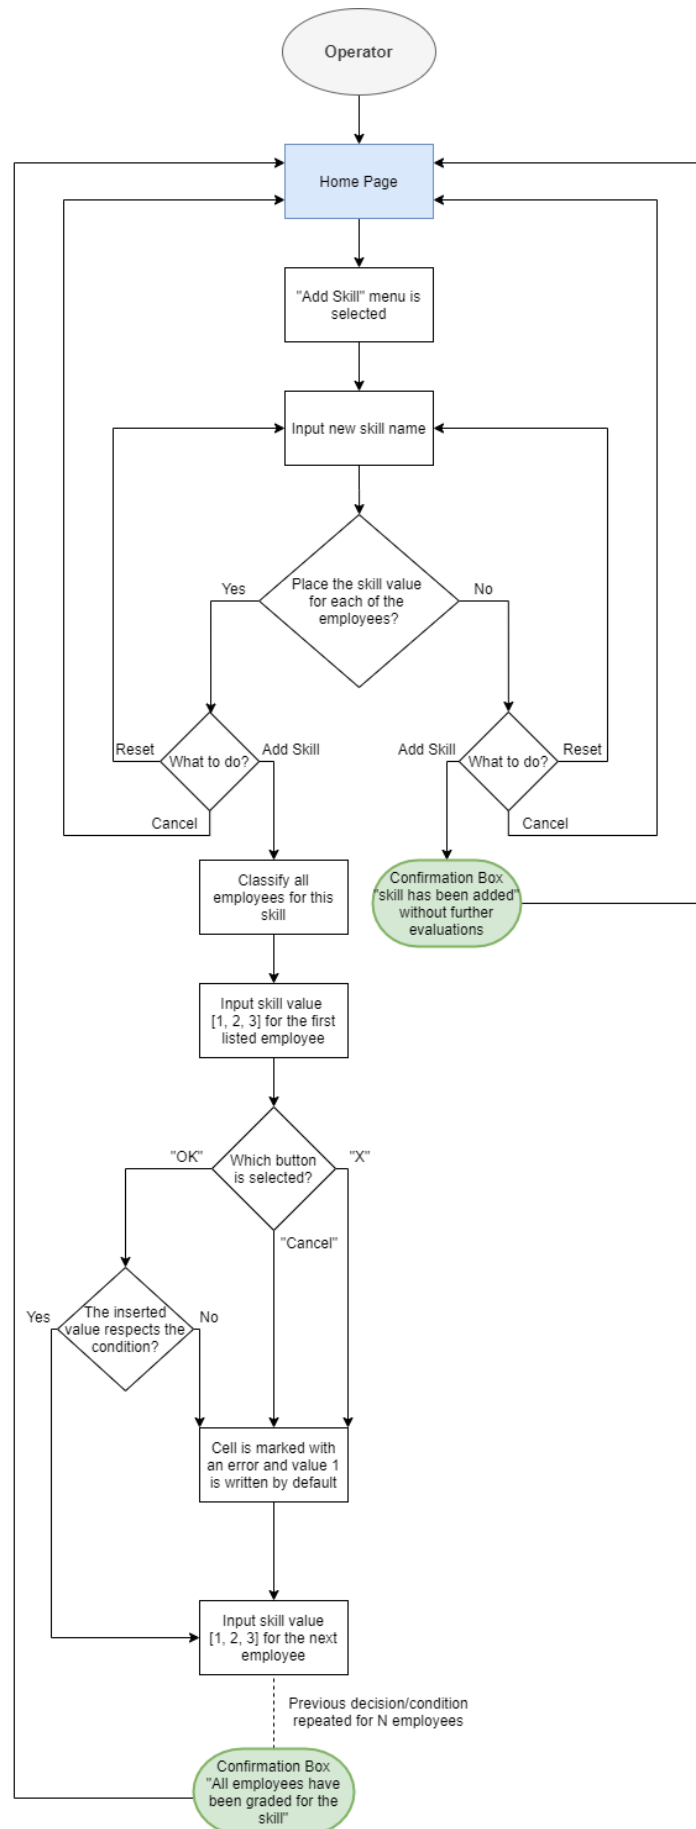 Operator
Home Page
"Add Skill" menu is
selected
Input new skill name
Place the skill value
for each of the
employees?
Yes
No
Reset
What to do?
Add Skill
Cancel
Add Skill
What to do?
Reset
Cancel
Classify all
employees for this
skill
Confirmation Box
"skill has been added"
without further
evaluations
Input skill value
[1, 2, 3] for the first
listed employee
Which button
is selected?
"OK"
"X"
"Cancel"
The inserted
value respects the
condition?
Yes
No
Cell is marked with
an error and value 1
is written by default
Input skill value
[1, 2, 3] for the next
employee
Previous decision/condition
repeated for N employees
Confirmation Box
"All employees have
been graded for the
skill"